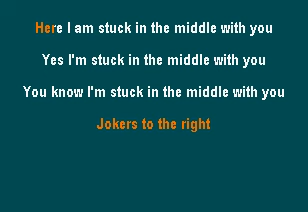 Here I am stuck in the middle with you
Yes I'm stuck in the middle with you
You know I'm stuck in the middle with you
Jokers to the right